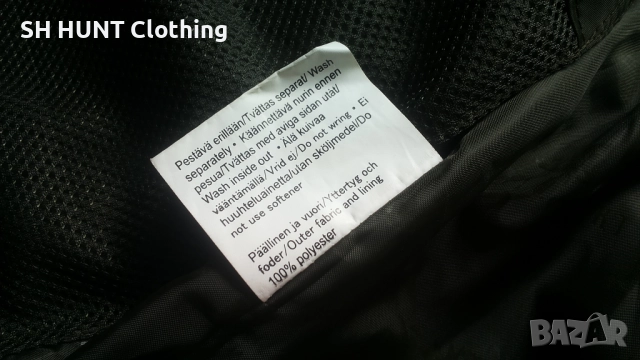 SH HUNT Clothing
Pestävä erillään/Tvättas separat/Wash
separately • Käännettävä nurin ennen
pesua/Tvättas med aviga sidan utåt/
Wash inside out • Älä kuivaa
vääntämällä/Vrid ej/Do not wring • Ei
huuhteluainetta/utan sköljmedel/Do
not use softener
Päällinen ja vuori/Yttertyg och
foder/Outer fabric and lining
100% polyester
BAZAR